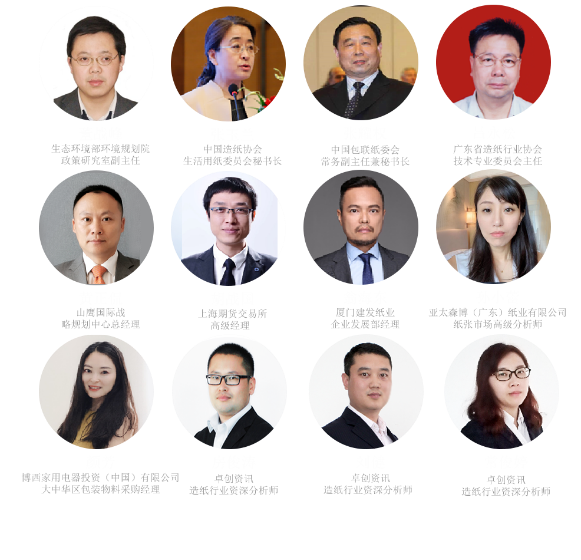 生态环境部环境规划院
政策研究室副主任
中国造纸协会
生活用纸委员会秘书长
中国包联纸委会
常务副主任兼秘书长
广东省造纸行业协会
技术专业委员会主任
山鹰国际战
略规划中心总经理
上海期货交易所
高级经理
厦门建发纸业
企业发展部经理
亚太森博（广东）纸业有限公司
纸张市场高级分析师
博西家用电器投资（中国）有限公司
大中华区包装物料采购经理
卓创资讯
造纸行业资深分析师
卓创资讯
造纸行业资深分析师
卓创资讯
造纸行业资深分析师